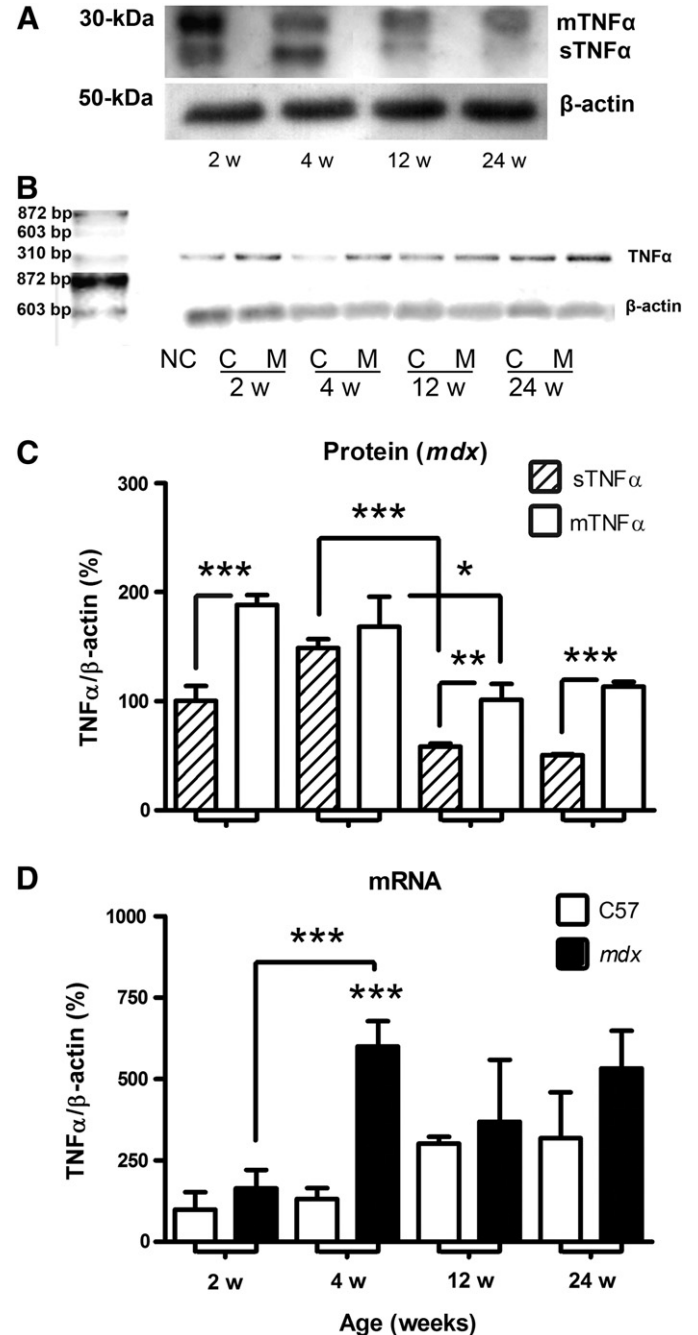 A
30-kDa
mTNFα
sTNFα
50-kDa
β-actin
2 w 4 w 12 w 24 w
B
872 bp
603 bp
310 bp
872 bp
603 bp
TNFα
β-actin
NC C M C M C M C M
2 w 4 w 12 w 24 w
C
Protein (mdx)
sTNFα
mTNFα
TNFα/β-actin (%)
300
200
100
0
***
***
*
**
***
D
mRNA
C57
mdx
TNFα/β-actin (%)
1000
750
500
250
0
***
***
2 w 4 w 12 w 24 w
Age (weeks)